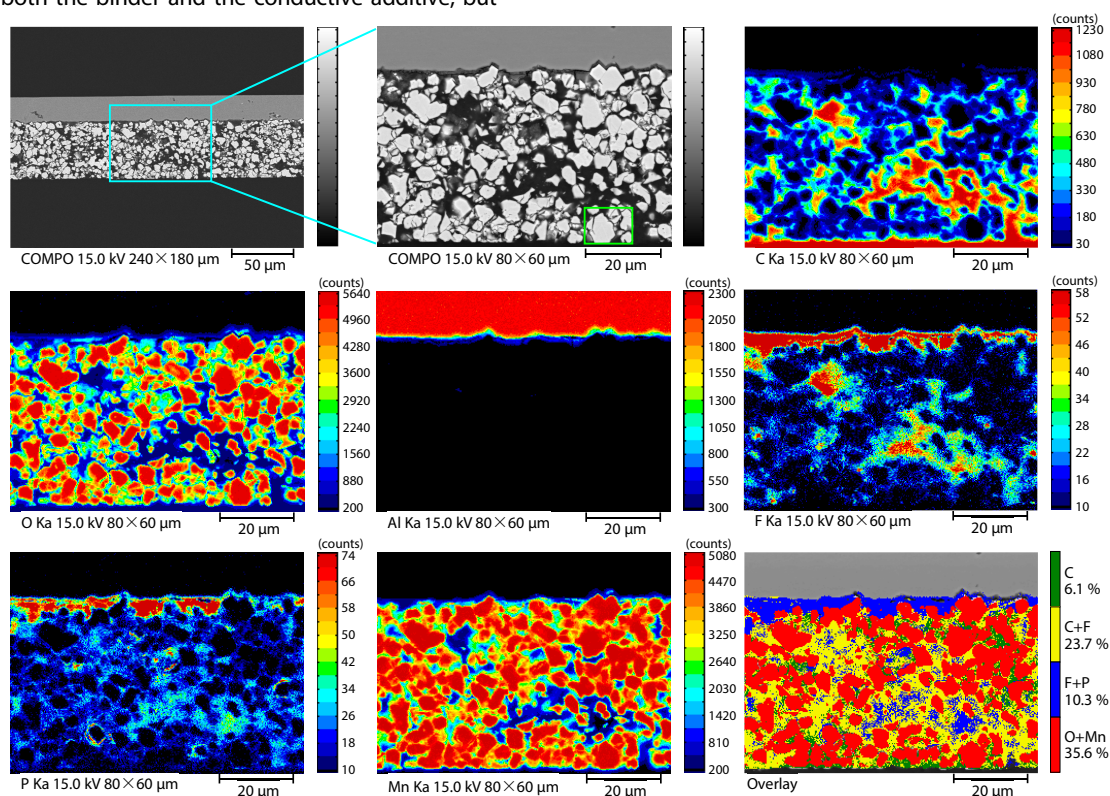 both the binder and the conductive additive, but
COMPO 15.0 kV 240×180 μm
50 μm
COMPO 15.0 kV 80×60 μm
20 μm
(counts)
1230
1080
930
780
630
480
330
180
30
C Ka 15.0 kV 80×60 μm
20 μm
(counts)
5640
4960
4280
3600
2920
2240
1560
880
200
O Ka 15.0 kV 80×60 μm
20 μm
(counts)
2300
2050
1800
1550
1300
1050
800
550
300
Al Ka 15.0 kV 80×60 μm
20 μm
(counts)
58
52
46
40
34
28
22
16
10
F Ka 15.0 kV 80×60 μm
20 μm
(counts)
74
66
58
50
42
34
26
18
10
P Ka 15.0 kV 80×60 μm
20 μm
(counts)
5080
4470
3860
3250
2640
2030
1420
810
200
Mn Ka 15.0 kV 80×60 μm
20 μm
C
6.1 %
C+F
23.7 %
F+P
10.3 %
O+Mn
35.6 %
Overlay
20 μm